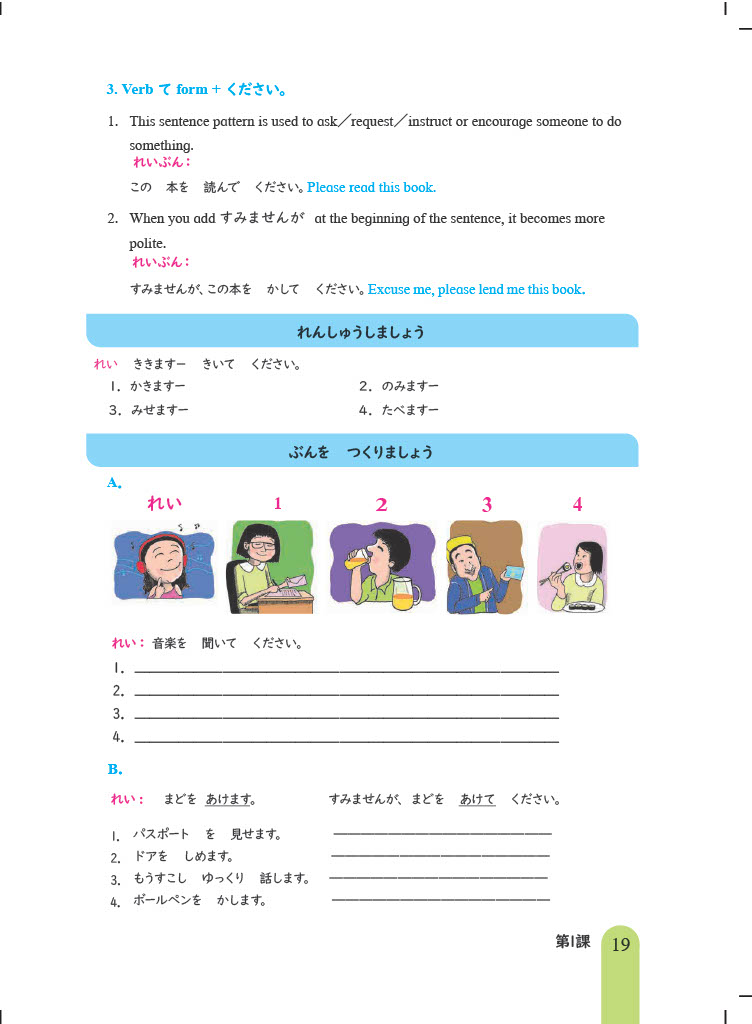 3. Verb て form + ください。
1. This sentence pattern is used to ask／request／instruct or encourage someone to do
something.
れいぶん：
この 本を 読んで ください。Please read this book.
2. When you add すみませんが at the beginning of the sentence, it becomes more
polite.
れいぶん：
すみませんが、この本を かして ください。Excuse me, please lend me this book.
れんしゅうしましょう
れい ききますー きいて ください。
1. かきますー 2. のみますー
3. みせますー 4. たべますー
ぶんを つくりましょう
A.
れい 1 2 3 4
れい： 音楽を 聞いて ください。
1.
2.
3.
4.
B.
れい： まどを あけます。 すみませんが、まどを あけて ください。
1. パスポート を 見せます。
2. ドアを しめます。
3. もうすこし ゆっくり 話します。
4. ボールペンを かします。
第1課 19